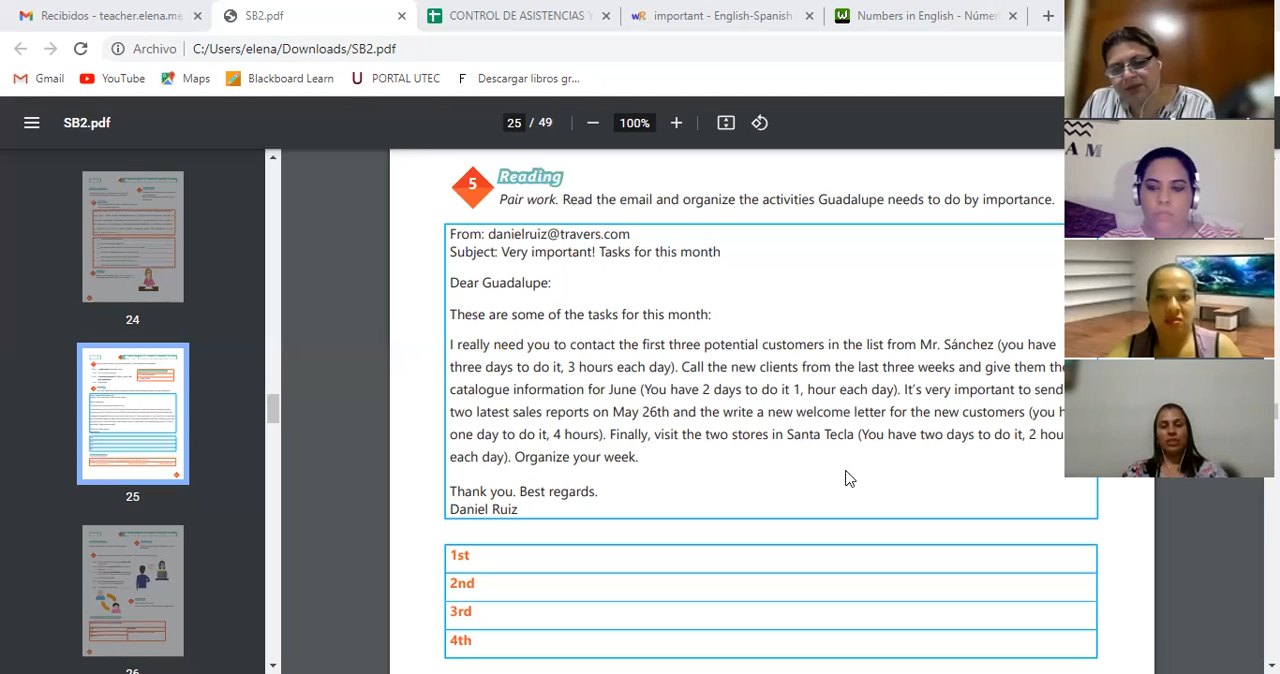 Recibidos - teacher.elena.me
SB2.pdf
CONTROL DE ASISTENCIAS Y
important - English-Spanish
Numbers in English - Númer
Archivo
C:/Users/elena/Downloads/SB2.pdf
Gmail
YouTube
Maps
Blackboard Learn
PORTAL UTEC
Descargar libros gr...
SB2.pdf
25 / 49
100%
24
25
26
5
Reading
Pair work. Read the email and organize the activities Guadalupe needs to do by importance.
From: danielruiz@travers.com
Subject: Very important! Tasks for this month
Dear Guadalupe:
These are some of the tasks for this month:
I really need you to contact the first three potential customers in the list from Mr. Sánchez (you have
three days to do it, 3 hours each day). Call the new clients from the last three weeks and give them the
catalogue information for June (You have 2 days to do it 1 hour each day). It's very important to send
two latest sales reports on May 26th and the write a new welcome letter for the new customers (you h
one day to do it, 4 hours). Finally, visit the two stores in Santa Tecla (You have two days to do it, 2 hou
each day). Organize your week.
Thank you. Best regards.
Daniel Ruiz
1st
2nd
3rd
4th
A M